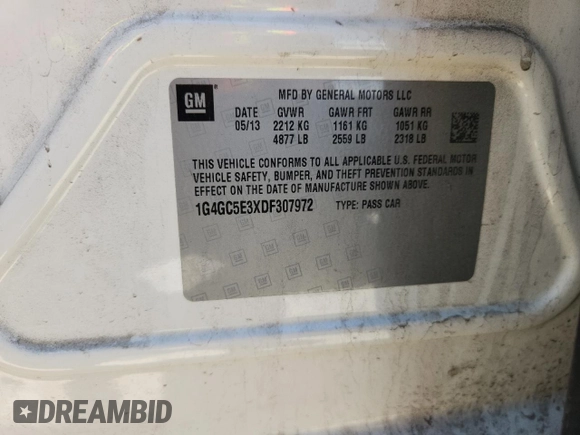 GM
MFD BY GENERAL MOTORS LLC
DATE GVWR GAWR FRT GAWR RR
05/13 2212 KG 1161 KG 1051 KG
4877 LB 2559 LB 2318 LB
THIS VEHICLE CONFORMS TO ALL APPLICABLE U.S. FEDERAL MOTOR
VEHICLE SAFETY, BUMPER, AND THEFT PREVENTION STANDARDS
IN EFFECT ON THE DATE OF MANUFACTURE SHOWN ABOVE.
1G4GC5E3XDF307972 TYPE: PASS CAR
DREAMBID